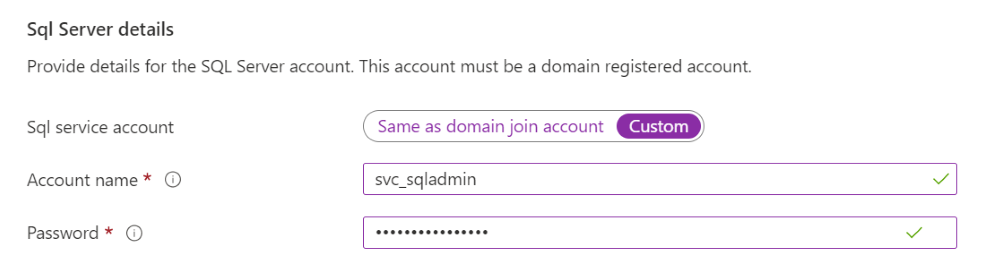 Sql Server details
Provide details for the SQL Server account. This account must be a domain registered account.
Sql service account Same as domain join account Custom
Account name * svc_sqladmin
Password * ••••••••••••••••